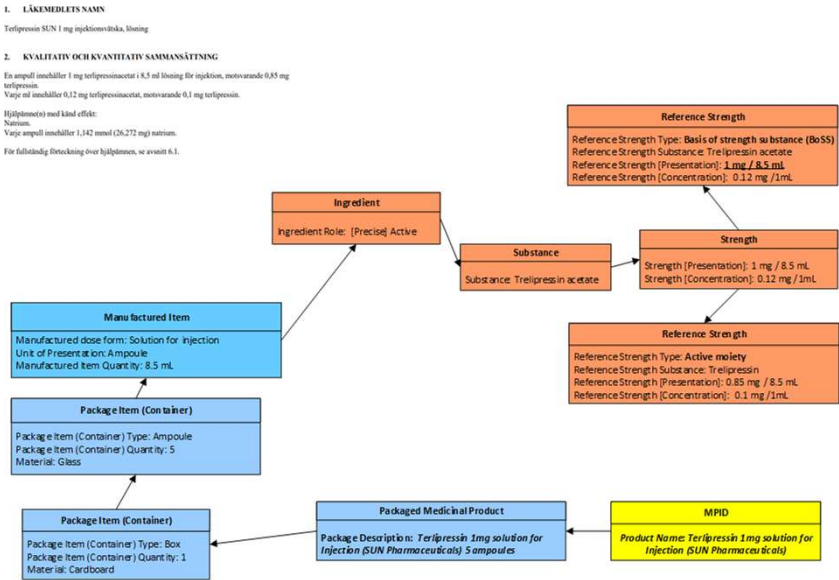 1. LÄKEMEDLETS NAMN
Terlipressin SUN 1 mg injektionsvätska, lösning
2. KVALITATIV OCH KVANTITATIV SAMMANSÄTTNING
En ampull innehåller 1 mg terlipressinacetat i 8,5 ml lösning för injektion, motsvarande 0,85 mg
terlipressin.
Varje ml innehåller 0,12 mg terlipressinacetat, motsvarande 0,1 mg terlipressin.
Hjälpämne(n) med känd effekt:
Natrium.
Varje ampull innehåller 1,142 mmol (26,272 mg) natrium.
För fullständig förteckning över hjälpämnen, se avsnitt 6.1.
Reference Strength
Reference Strength Type: Basis of strength substance (BoSS)
Reference Strength Substance: Trelipressin acetate
Reference Strength [Presentation]: 1 mg / 8.5 mL
Reference Strength [Concentration]: 0.12 mg /1mL
Ingredient
Ingredient Role: [Precise] Active
Substance
Substance: Trelipressin acetate
Strength
Strength [Presentation]: 1 mg / 8.5 mL
Strength [Concentration]: 0.12 mg /1mL
Reference Strength
Reference Strength Type: Active moiety
Reference Strength Substance: Trelipressin
Reference Strength [Presentation]: 0.85 mg / 8.5 mL
Reference Strength [Concentration]: 0.1 mg /1mL
Manufactured Item
Manufactured dose form: Solution for injection
Unit of Presentation: Ampoule
Manufactured Item Quantity: 8.5 mL
Package Item (Container)
Package Item (Container) Type: Ampoule
Package Item (Container) Quantity: 5
Material: Glass
Package Item (Container)
Package Item (Container) Type: Box
Package Item (Container) Quantity: 1
Material: Cardboard
Packaged Medicinal Product
Package Description: Terlipressin 1mg solution for
Injection (SUN Pharmaceuticals) 5 ampoules
MPID
Product Name: Terlipressin 1mg solution for
Injection (SUN Pharmaceuticals)